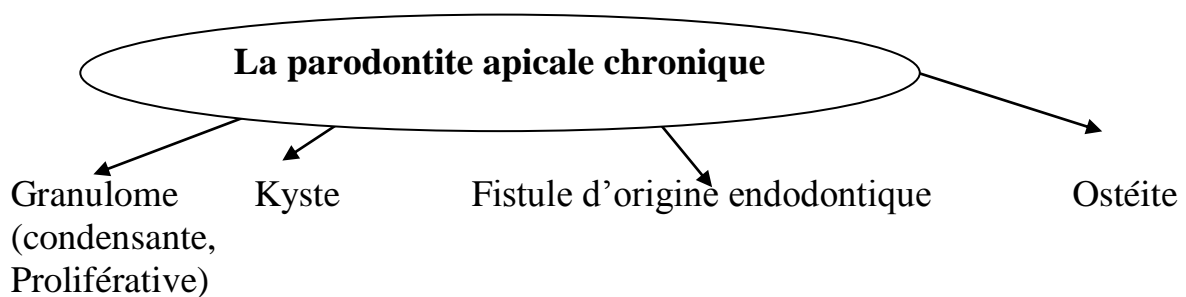 La parodontite apicale chronique
Granulome Kyste Fistule d’origine endodontique Ostéite
(condensante,
Proliférative)